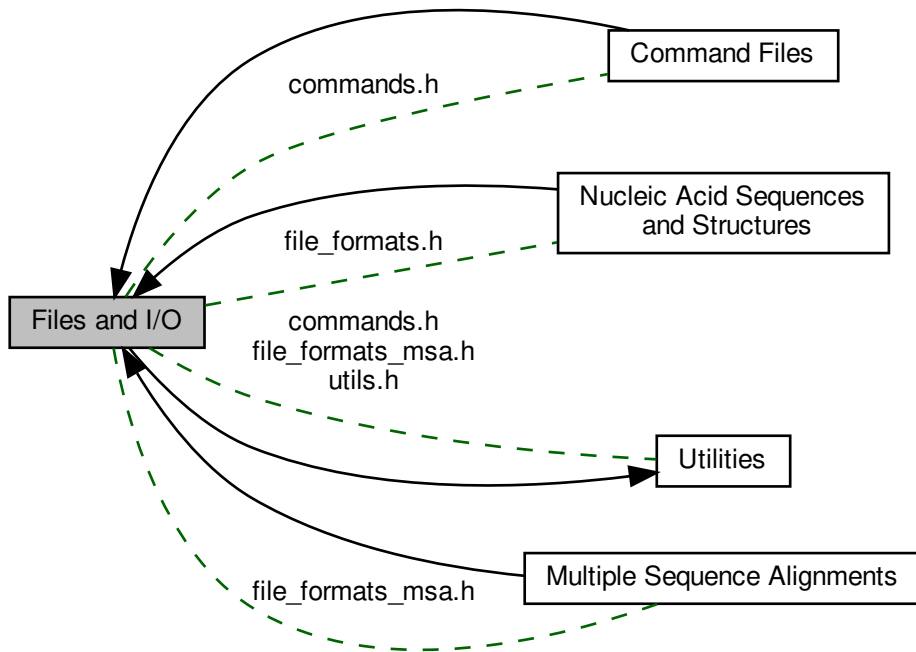 Command Files
commands.h
Nucleic Acid Sequences
and Structures
file_formats.h
Files and I/O
commands.h
file_formats_msa.h
utils.h
Utilities
Multiple Sequence Alignments
file_formats_msa.h